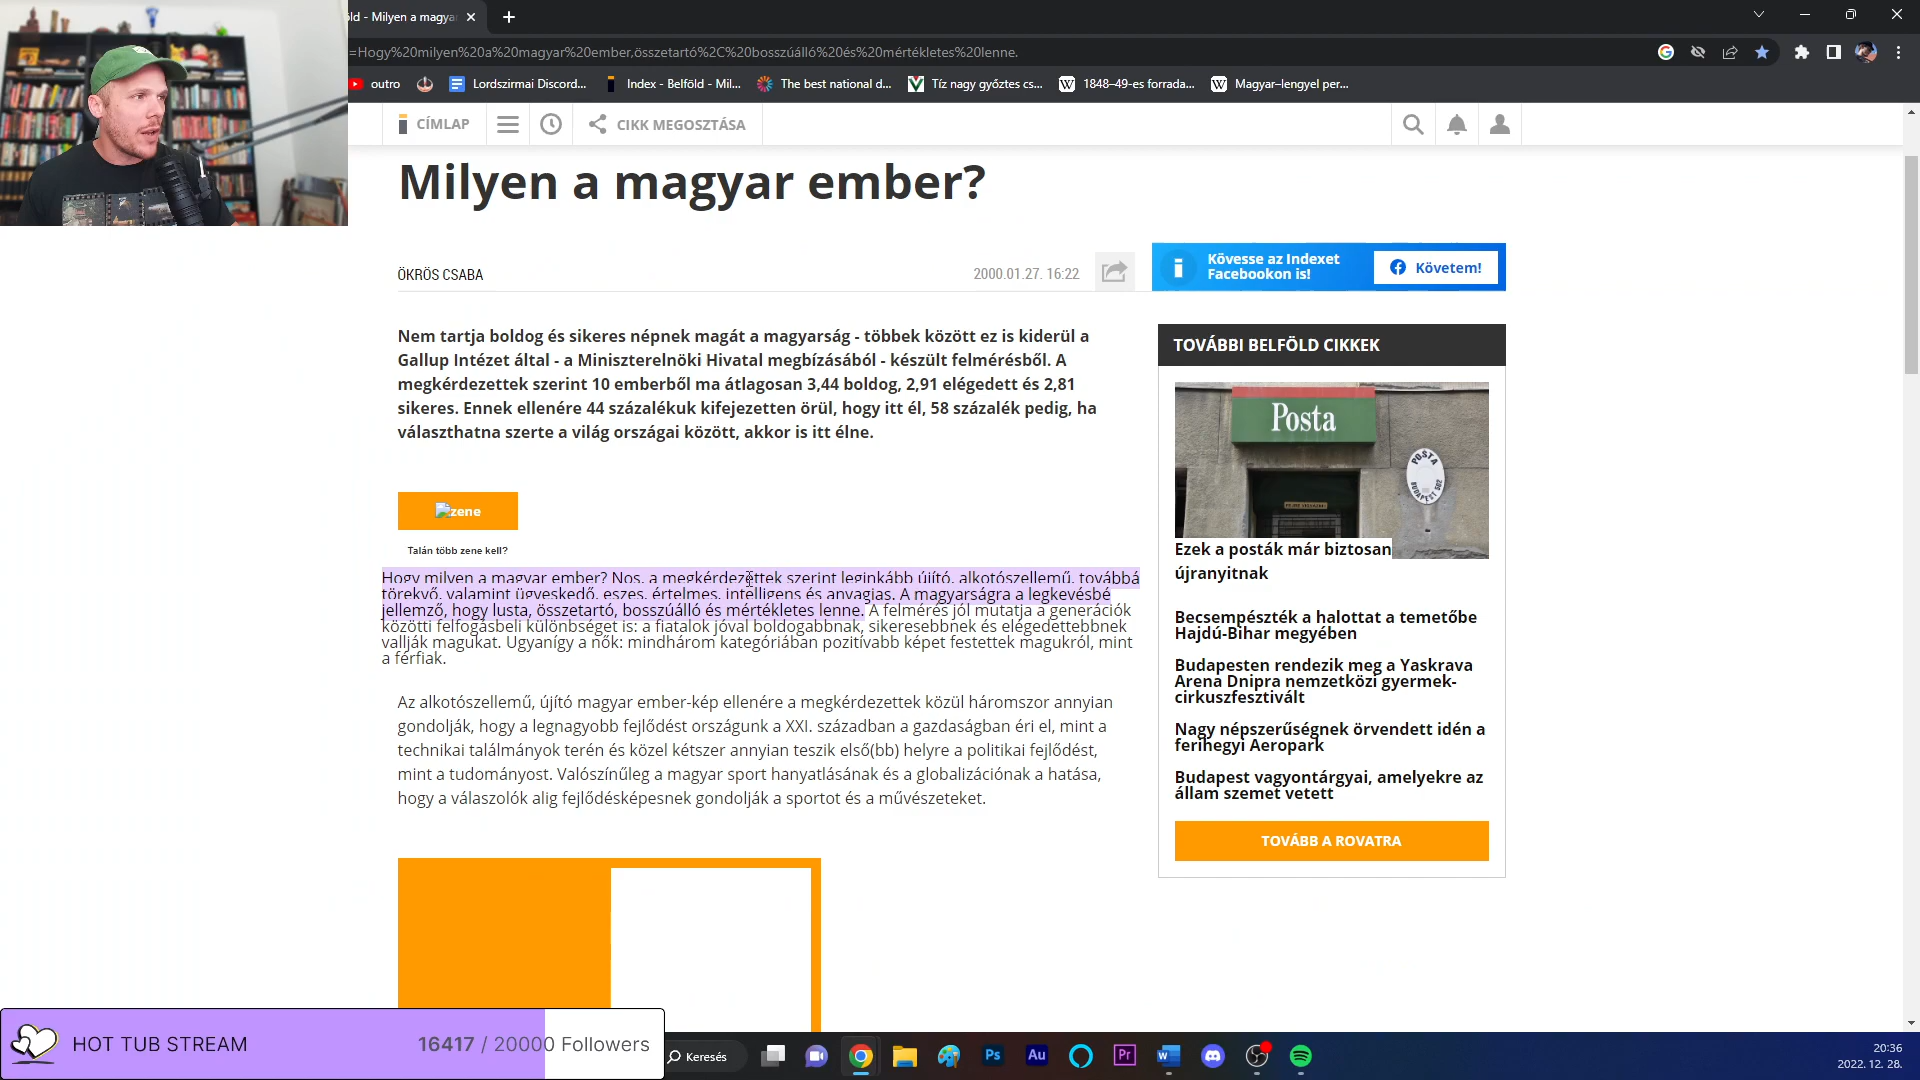 öld - Milyen a magyar
=Hogy%20milyen%20a%20magyar%20ember,összetartó%2C%20bosszúálló%20és%20mértékletes%20lenne.
outro
Lordszirmai Discord...
Index - Belföld - Mil...
The best national d...
Tíz nagy győztes cs...
1848–49-es forrada...
Magyar–lengyel per...
CÍMLAP
CIKK MEGOSZTÁSA
Milyen a magyar ember?
ÖKRÖS CSABA
2000.01.27. 16:22
Kövesse az Indexet
Facebookon is!
Követem!
Nem tartja boldog és sikeres népnek magát a magyarság - többek között ez is kiderül a
Gallup Intézet által - a Miniszterelnöki Hivatal megbízásából - készült felmérésből. A
megkérdezettek szerint 10 emberből ma átlagosan 3,44 boldog, 2,91 elégedett és 2,81
sikeres. Ennek ellenére 44 százalékuk kifejezetten örül, hogy itt él, 58 százalék pedig, ha
választhatna szerte a világ országai között, akkor is itt élne.
zene
Talán több zene kell?
Hogy milyen a magyar ember? Nos, a megkérdezettek szerint leginkább újító, alkotószellemű, továbbá
törekvő, valamint ügyeskedő, eszes, értelmes, intelligens és anyagias. A magyarságra a legkevésbé
jellemző, hogy lusta, összetartó, bosszúálló és mértékletes lenne. A felmérés jól mutatja a generációk
közötti felfogásbeli különbséget is: a fiatalok jóval boldogabbnak, sikeresebbnek és elégedettebbnek
vallják magukat. Ugyanígy a nők: mindhárom kategóriában pozitívabb képet festettek magukról, mint
a férfiak.
Az alkotószellemű, újító magyar ember-kép ellenére a megkérdezettek közül háromszor annyian
gondolják, hogy a legnagyobb fejlődést országunk a XXI. században a gazdaságban éri el, mint a
technikai találmányok terén és közel kétszer annyian teszik első(bb) helyre a politikai fejlődést,
mint a tudományost. Valószínűleg a magyar sport hanyatlásának és a globalizációnak a hatása,
hogy a válaszolók alig fejlődésképesnek gondolják a sportot és a művészeteket.
TOVÁBBI BELFÖLD CIKKEK
Posta
POSTA
BUDAPEST 502
Ezek a posták már biztosan
újranyitnak
Becsempészték a halottat a temetőbe
Hajdú-Bihar megyében
Budapesten rendezik meg a Yaskrava
Arena Dnipra nemzetközi gyermek-
cirkuszfesztivált
Nagy népszerűségnek örvendett idén a
ferihegyi Aeropark
Budapest vagyontárgyai, amelyekre az
állam szemet vetett
TOVÁBB A ROVATRA
HOT TUB STREAM
16417 / 20000 Followers
Keresés
Ps
Au
Pr
20:36
2022. 12. 28.